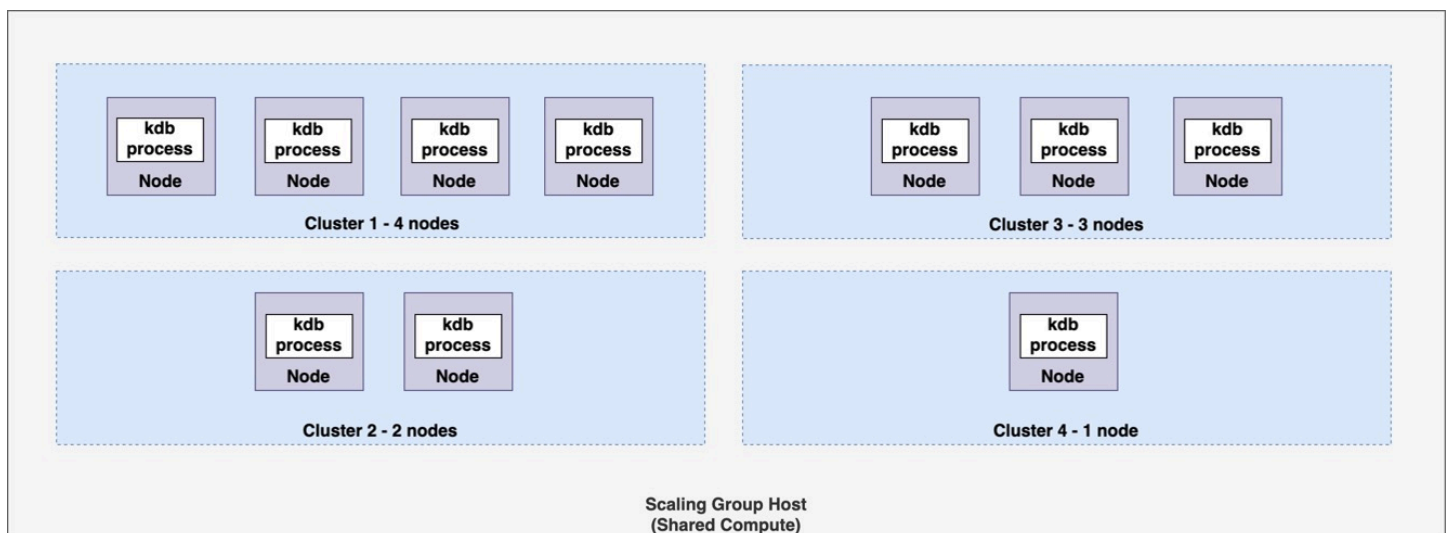 kdb
process
Node
kdb
process
Node
kdb
process
Node
kdb
process
Node
Cluster 1 - 4 nodes
kdb
process
Node
kdb
process
Node
kdb
process
Node
Cluster 3 - 3 nodes
kdb
process
Node
kdb
process
Node
Cluster 2 - 2 nodes
kdb
process
Node
Cluster 4 - 1 node
Scaling Group Host
(Shared Compute)